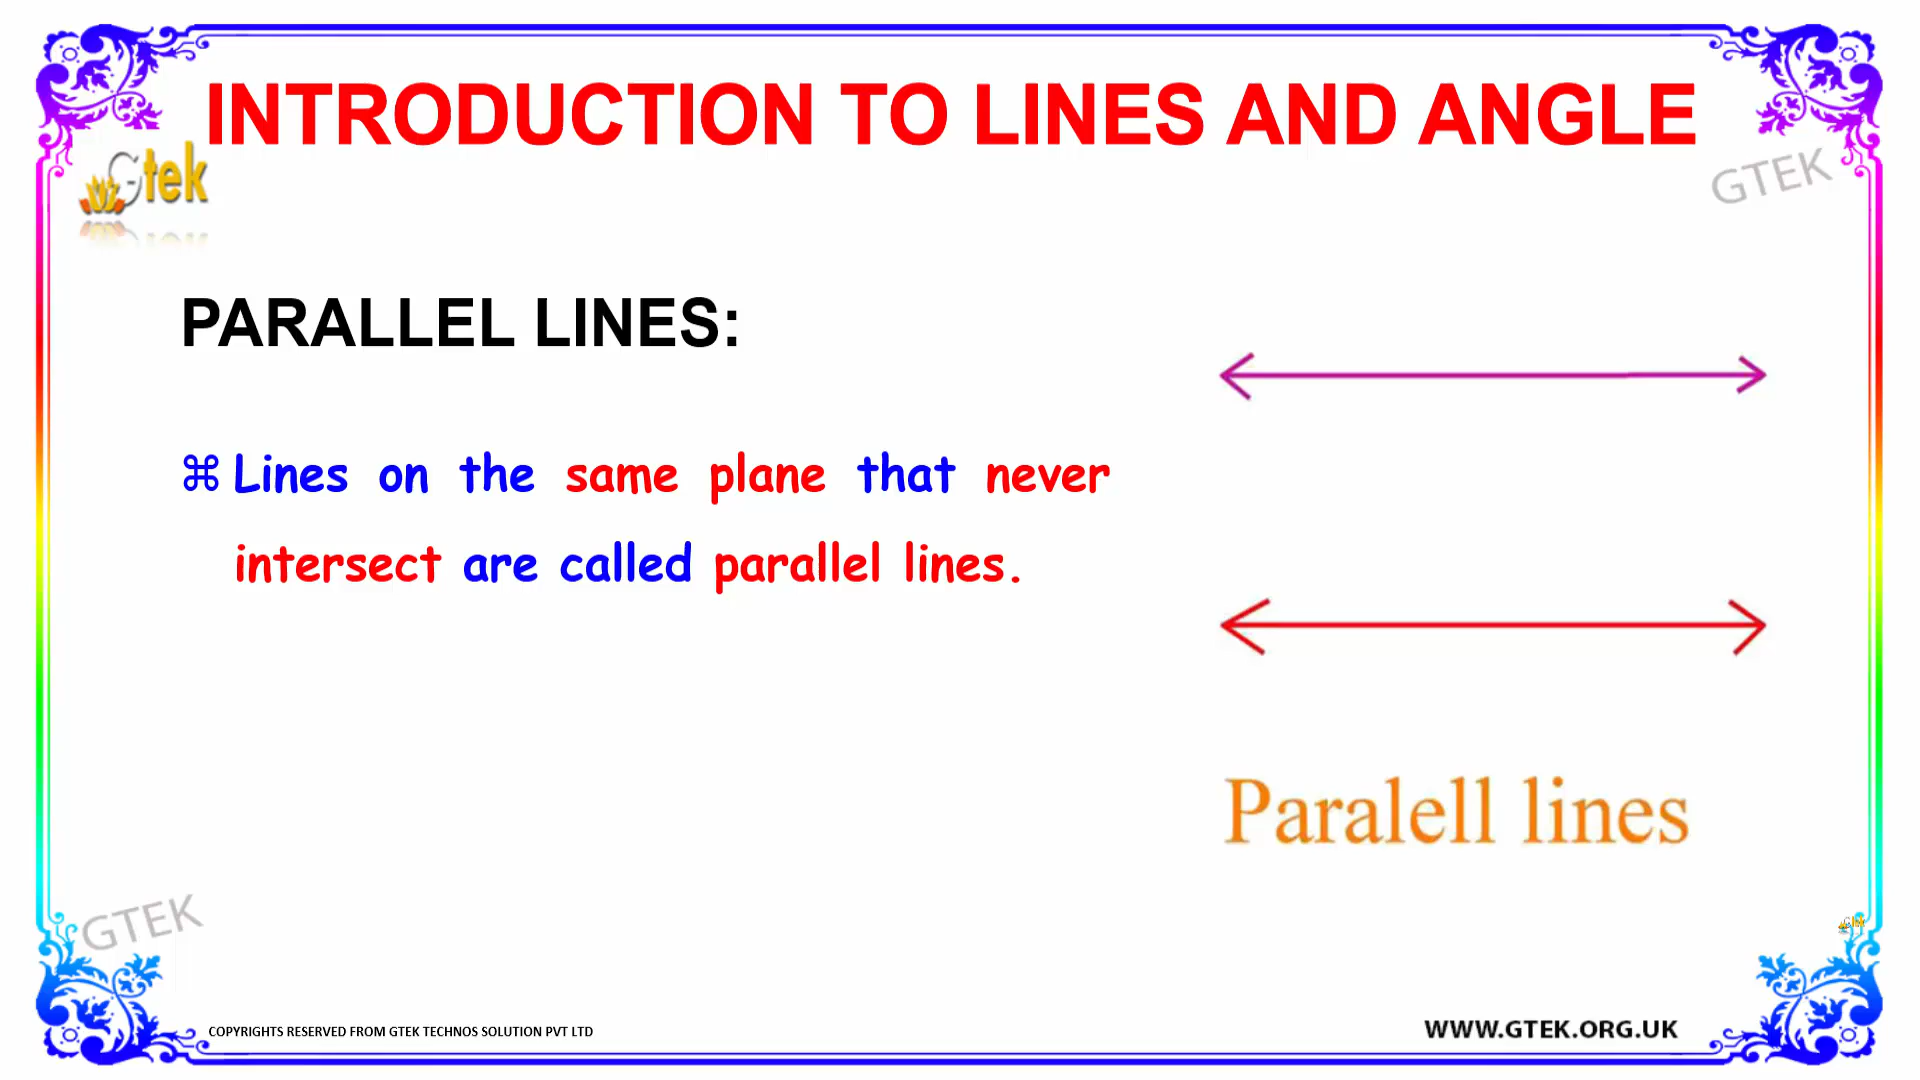 INTRODUCTION TO LINES AND ANGLE
Gtek
GTEK
PARALLEL LINES:
⌘ Lines on the same plane that never
intersect are called parallel lines.
Paralell lines
GTEK
COPYRIGHTS RESERVED FROM GTEK TECHNOS SOLUTION PVT LTD
WWW.GTEK.ORG.UK